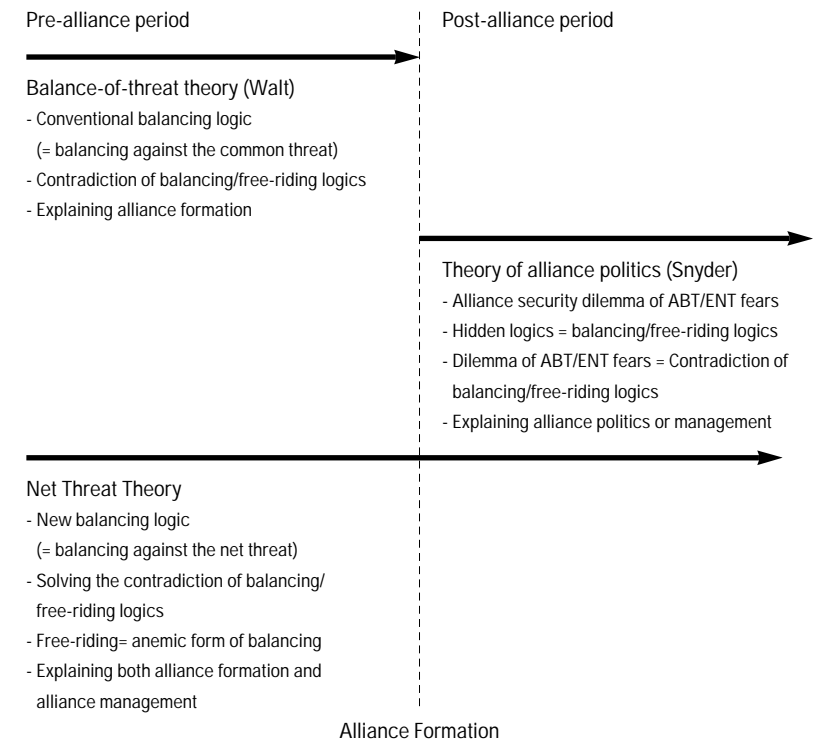 Pre-alliance period
Post-alliance period
Balance-of-threat theory (Walt)
- Conventional balancing logic
(= balancing against the common threat)
- Contradiction of balancing/free-riding logics
- Explaining alliance formation
Theory of alliance politics (Snyder)
- Alliance security dilemma of ABT/ENT fears
- Hidden logics = balancing/free-riding logics
- Dilemma of ABT/ENT fears = Contradiction of
balancing/free-riding logics
- Explaining alliance politics or management
Net Threat Theory
- New balancing logic
(= balancing against the net threat)
- Solving the contradiction of balancing/
free-riding logics
- Free-riding= anemic form of balancing
- Explaining both alliance formation and
alliance management
Alliance Formation